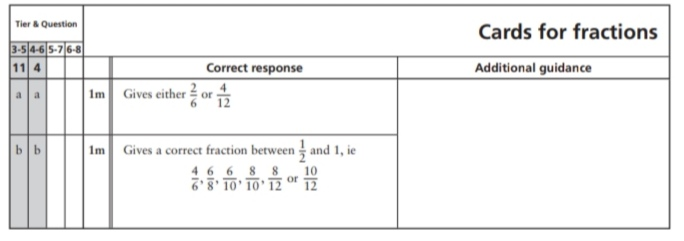 Tier & Question
Cards for fractions
3-5 4-6 5-7 6-8
11 4 Correct response Additional guidance
a a 1m Gives either 2/6 or 4/12
b b 1m Gives a correct fraction between 1/2 and 1, ie
4/6, 6/8, 6/10, 8/10, 8/12 or 10/12